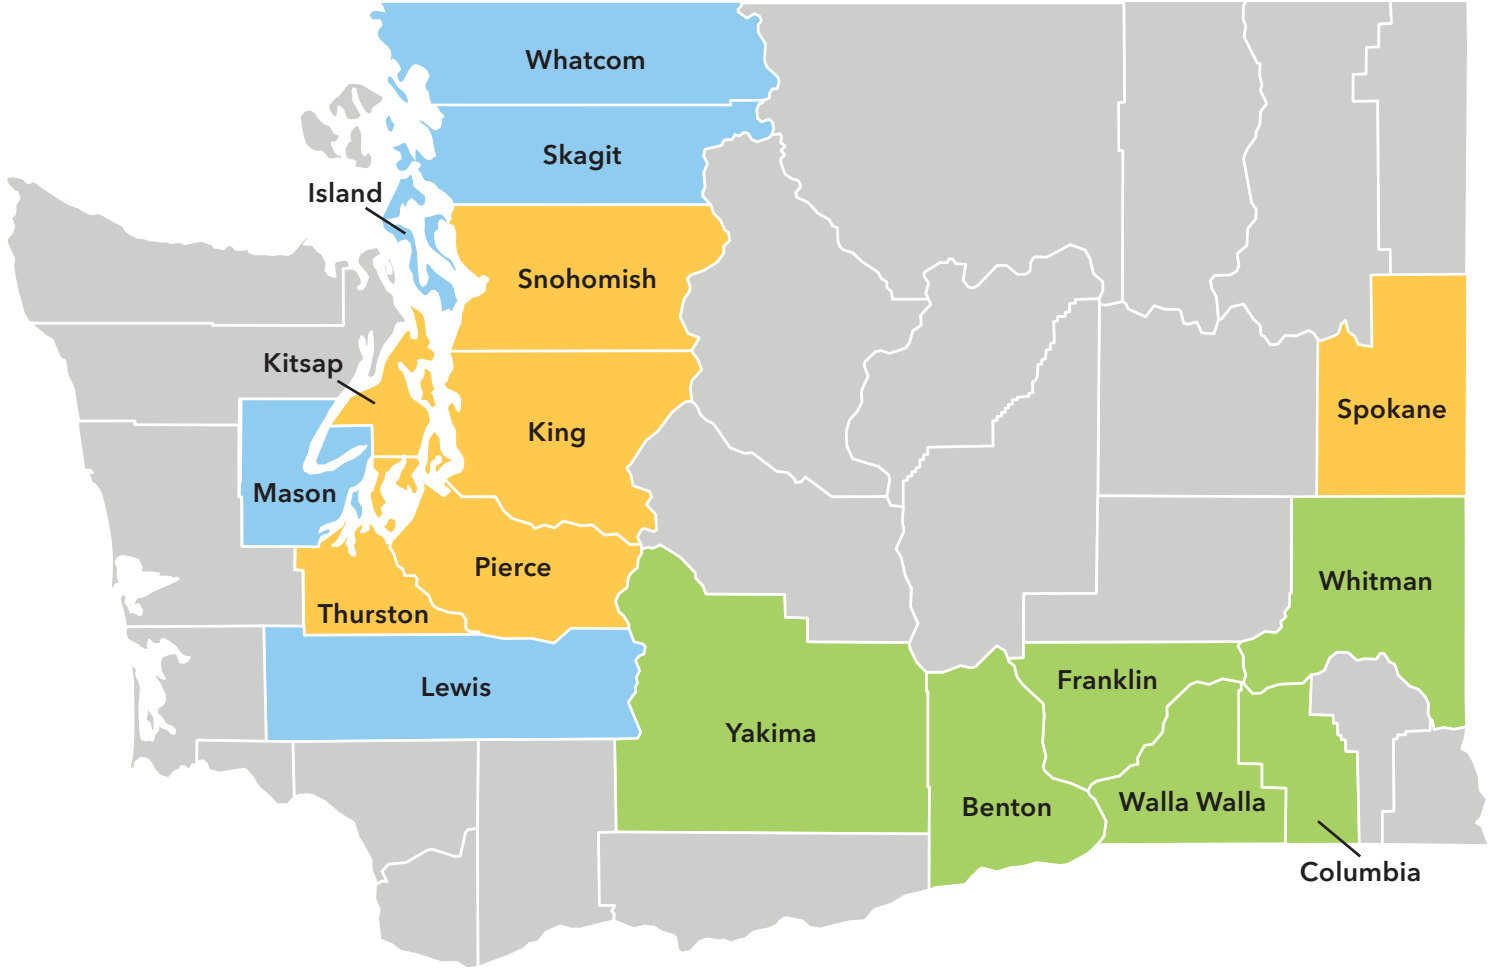 Whatcom
Skagit
Island
Snohomish
Kitsap
King
Spokane
Mason
Pierce
Whitman
Thurston
Lewis
Franklin
Yakima
Walla Walla
Benton
Columbia